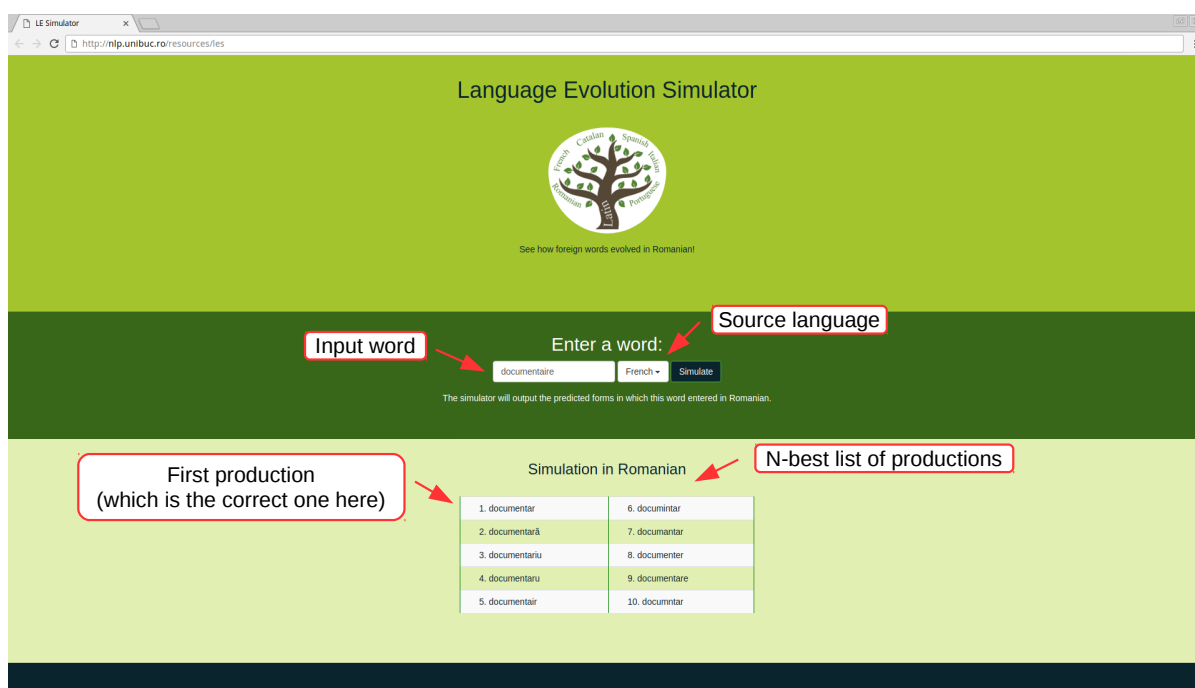 LE Simulator
http://nlp.unibuc.ro/resources/les
Language Evolution Simulator
French Catalan Spanish Italian
Romanian Latin Portuguese
See how foreign words evolved in Romanian!
Source language
Input word
Enter a word:
documentaire French Simulate
The simulator will output the predicted forms in which this word entered in Romanian.
First production
(which is the correct one here)
N-best list of productions
Simulation in Romanian
1. documentar 6. documintar
2. documentară 7. documantar
3. documentariu 8. documenter
4. documentaru 9. documentare
5. documentair 10. documntar